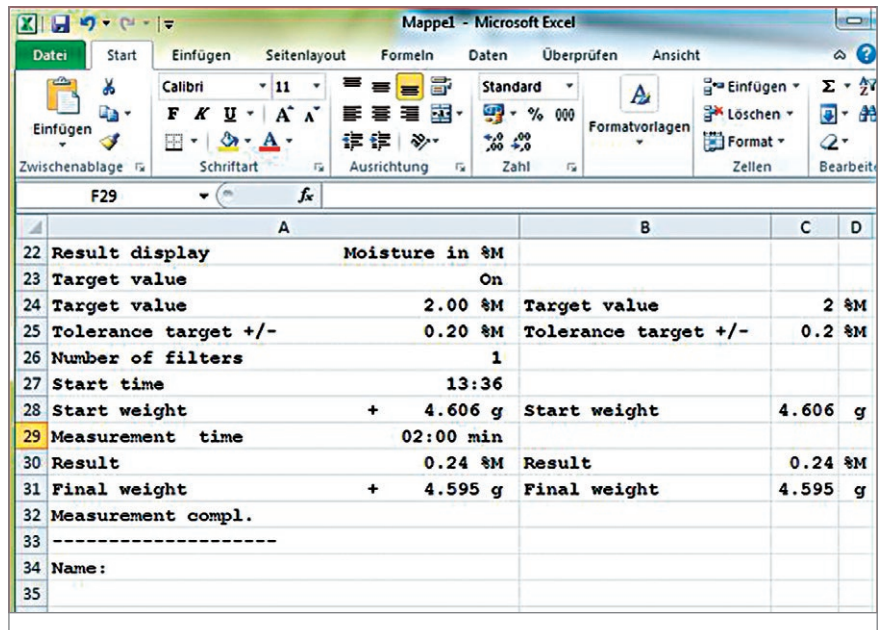 Mappe1 - Microsoft Excel
Datei Start Einfügen Seitenlayout Formeln Daten Überprüfen Ansicht
Calibri 11 Standard Einfügen
F K U A A A % 000 Löschen
Einfügen Formatvorlagen Format
Zwischenablage Schriftart Ausrichtung Zahl Zellen Bearbeit
F29 fx
A B C D
22 Result display Moisture in %M
23 Target value On
24 Target value 2.00 %M Target value 2 %M
25 Tolerance target +/- 0.20 %M Tolerance target +/- 0.2 %M
26 Number of filters 1
27 Start time 13:36
28 Start weight + 4.606 g Start weight 4.606 g
29 Measurement time 02:00 min
30 Result 0.24 %M Result 0.24 %M
31 Final weight + 4.595 g Final weight 4.595 g
32 Measurement compl.
33 --------------------
34 Name:
35